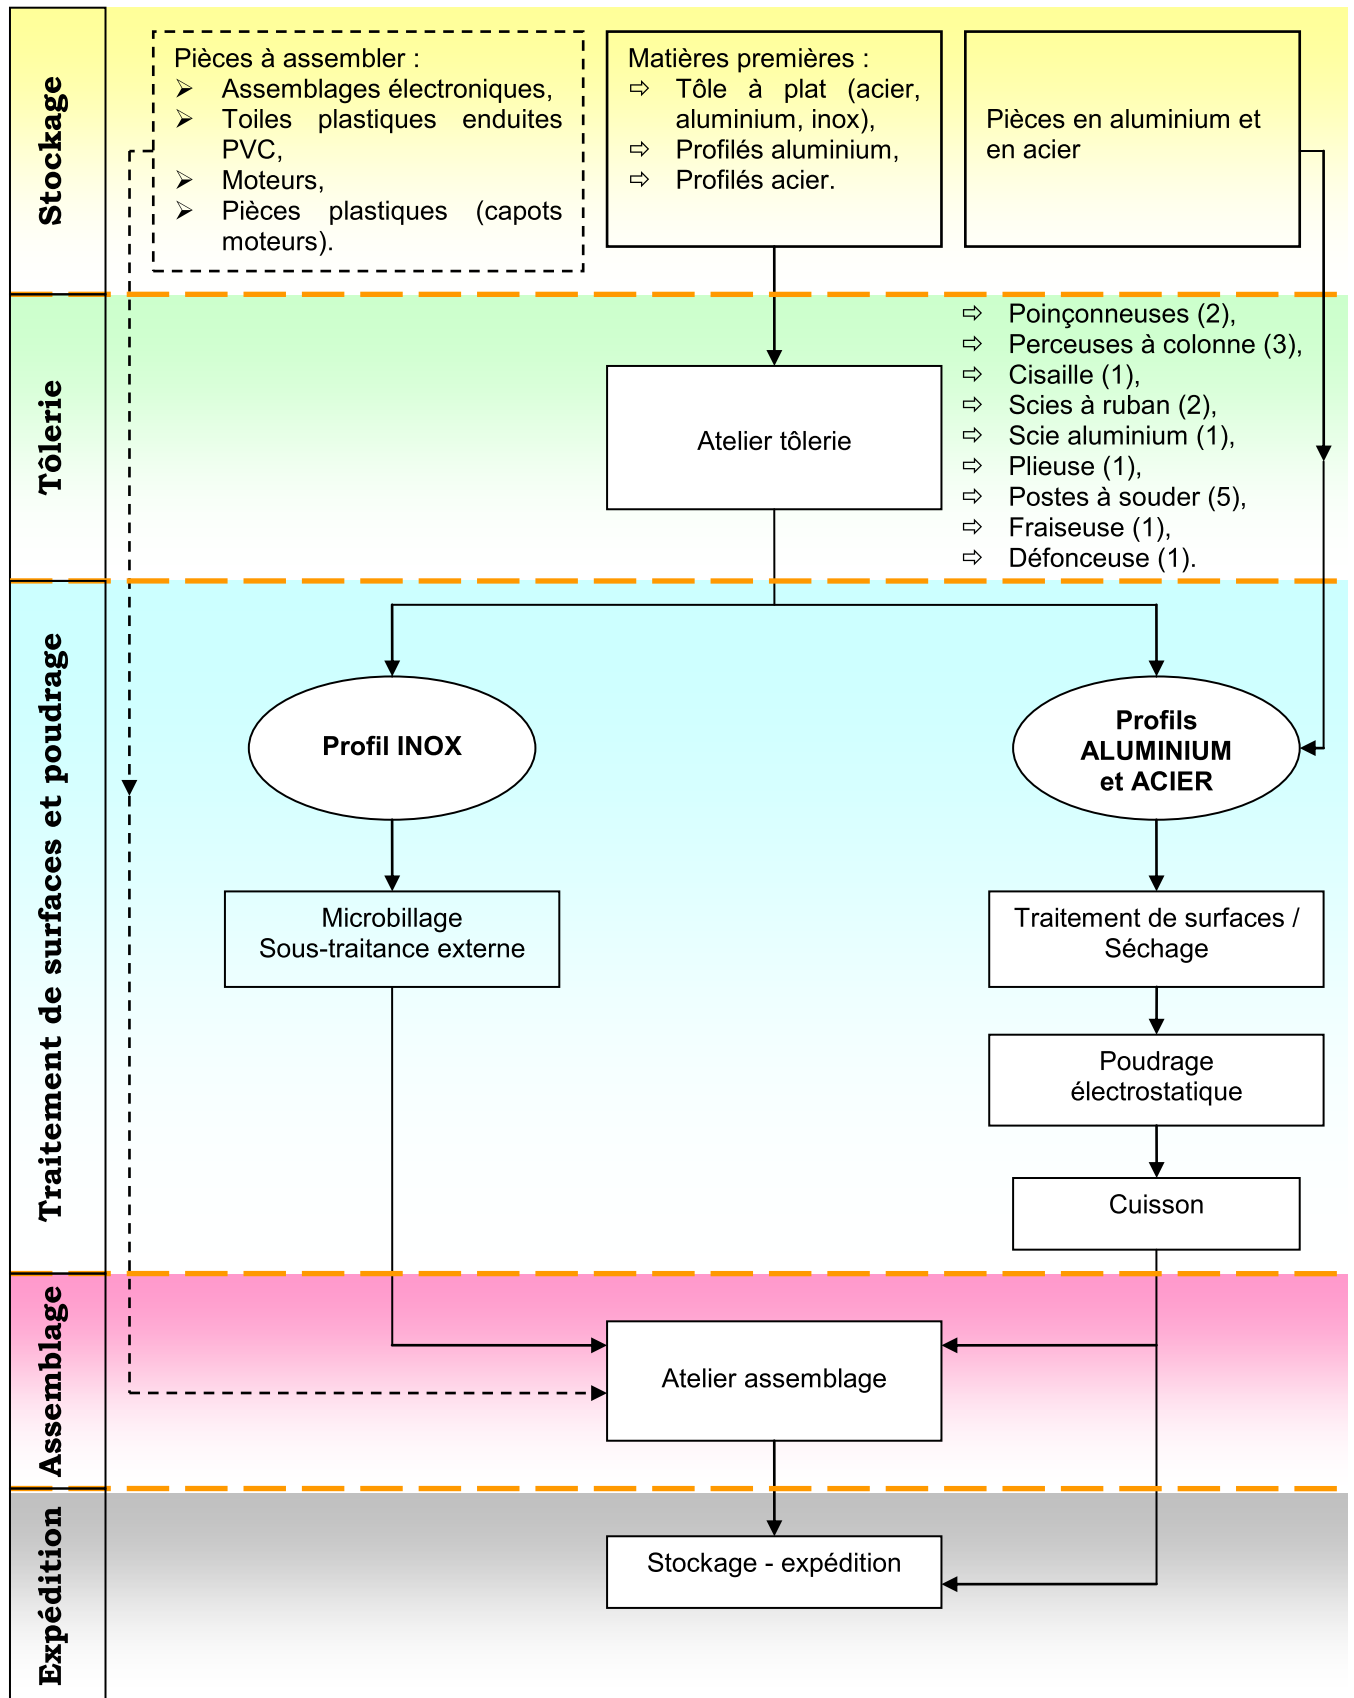 Stockage
Pièces à assembler :
➢ Assemblages électroniques,
➢ Toiles plastiques enduites
PVC,
➢ Moteurs,
➢ Pièces plastiques (capots
moteurs).
Matières premières :
⇨ Tôle à plat (acier,
aluminium, inox),
⇨ Profilés aluminium,
⇨ Profilés acier.
Pièces en aluminium et
en acier
Tôlerie
Atelier tôlerie
⇨ Poinçonneuses (2),
⇨ Perceuses à colonne (3),
⇨ Cisaille (1),
⇨ Scies à ruban (2),
⇨ Scie aluminium (1),
⇨ Plieuse (1),
⇨ Postes à souder (5),
⇨ Fraiseuse (1),
⇨ Défonceuse (1).
Traitement de surfaces et poudrage
Profil INOX
Profils
ALUMINIUM
et ACIER
Microbillage
Sous-traitance externe
Traitement de surfaces /
Séchage
Poudrage
électrostatique
Cuisson
Assemblage
Atelier assemblage
Expédition
Stockage - expédition